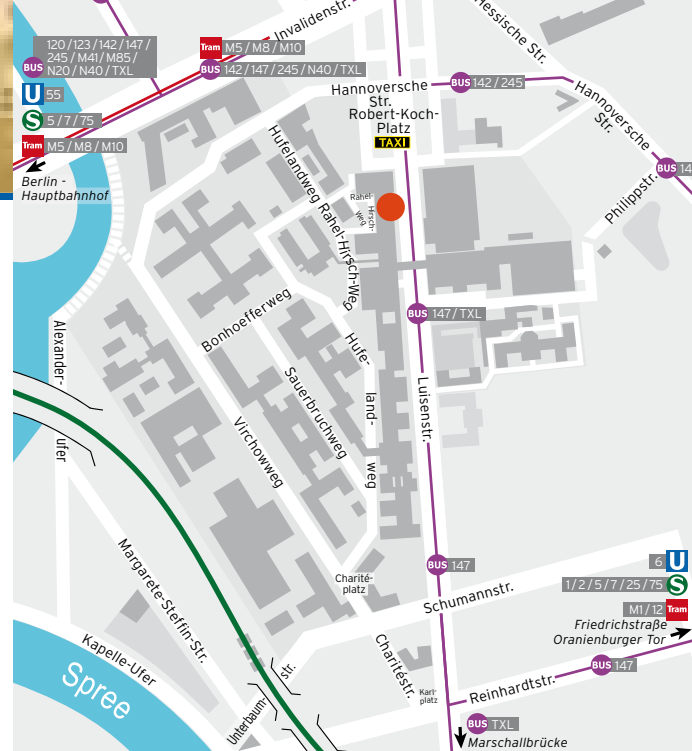 120/123/142/147/
245/M41/M85/
N20/N40/TXL
BUS
U 55
S 5/7/75
Tram M5/M8/M10
Berlin -
Hauptbahnhof
Invalidenstr.
Tram M5/M8/M10
BUS 142/147/245/N40/TXL
Hessische Str.
BUS 142/245
Hannoversche
Str.
Robert-Koch-
Platz
TAXI
Hannoversche
Str.
BUS 14
Philippstr.
Hufelandweg
Rahel-Hirsch-Weg
Rahel-
Hirsch-
weg
Bonhoefferweg
BUS 147/TXL
Alexander-
ufer
Hufe-
land-
weg
Sauerbruchweg
Virchowweg
Luisenstr.
Margarete-Steffin-Str.
Charité-
platz
BUS 147
Schumannstr.
6 U
1/2/5/7/25/75 S
M1/12 Tram
Friedrichstraße
Oranienburger Tor
Kapelle-Ufer
Spree
Unterbaum-
str.
Charitéstr.
Karl-
platz
Reinhardtstr.
BUS 147
BUS TXL
Marschallbrücke